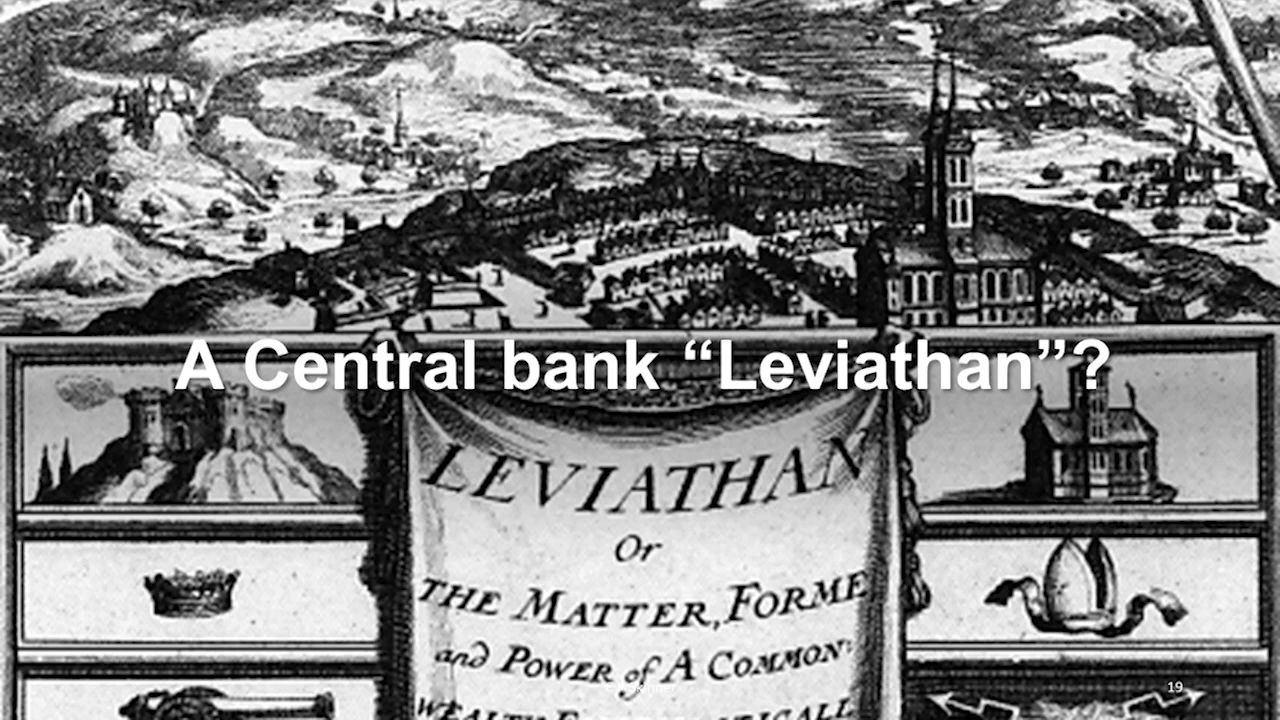 A Central bank “Leviathan”?
LEVIATHAN
Or
THE MATTER, FORME
and POWER of A COMMON
19